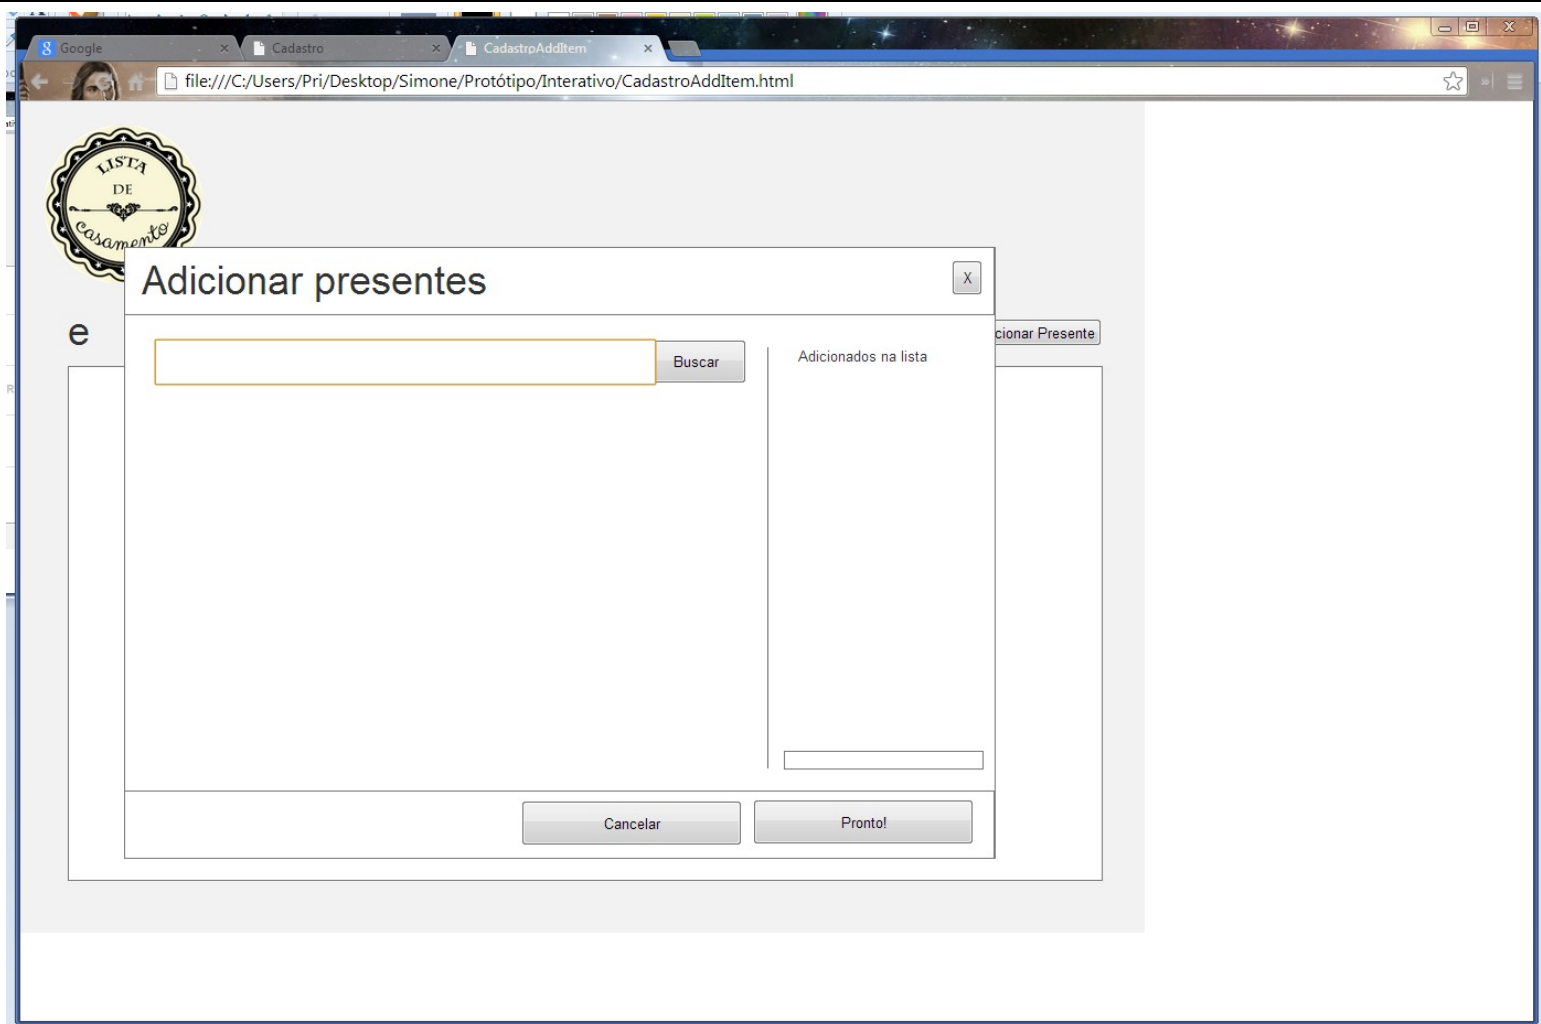 Google
Cadastro
CadastroAddItem
file:///C:/Users/Pri/Desktop/Simone/Protótipo/Interativo/CadastroAddItem.html
LISTA
DE
casamento
Adicionar presentes
X
e
cionar Presente
Buscar
Adicionados na lista
Cancelar
Pronto!